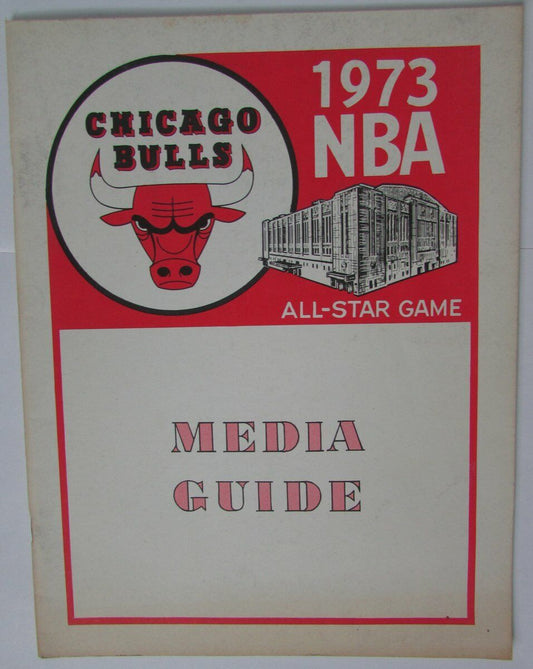 CHICAGO
BULLS
1973
NBA
ALL-STAR GAME
MEDIA
GUIDE